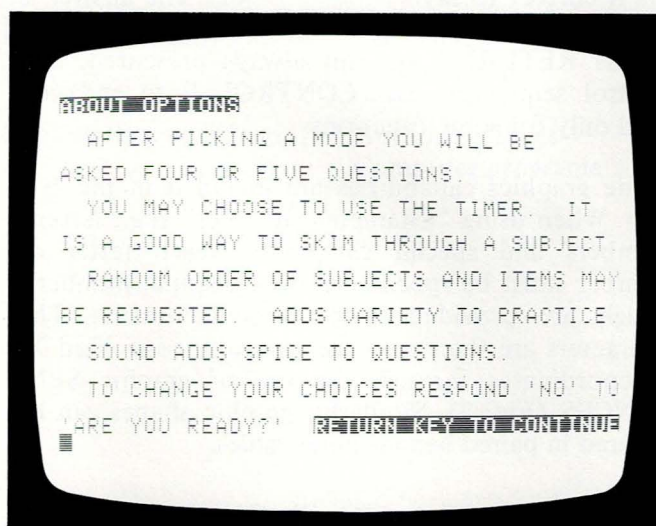 ABOUT OPTIONS
AFTER PICKING A MODE YOU WILL BE
ASKED FOUR OR FIVE QUESTIONS.
YOU MAY CHOOSE TO USE THE TIMER. IT
IS A GOOD WAY TO SKIM THROUGH A SUBJECT
RANDOM ORDER OF SUBJECTS AND ITEMS MAY
BE REQUESTED. ADDS VARIETY TO PRACTICE.
SOUND ADDS SPICE TO QUESTIONS.
TO CHANGE YOUR CHOICES RESPOND 'NO' TO
'ARE YOU READY?' RETURN KEY TO CONTINUE